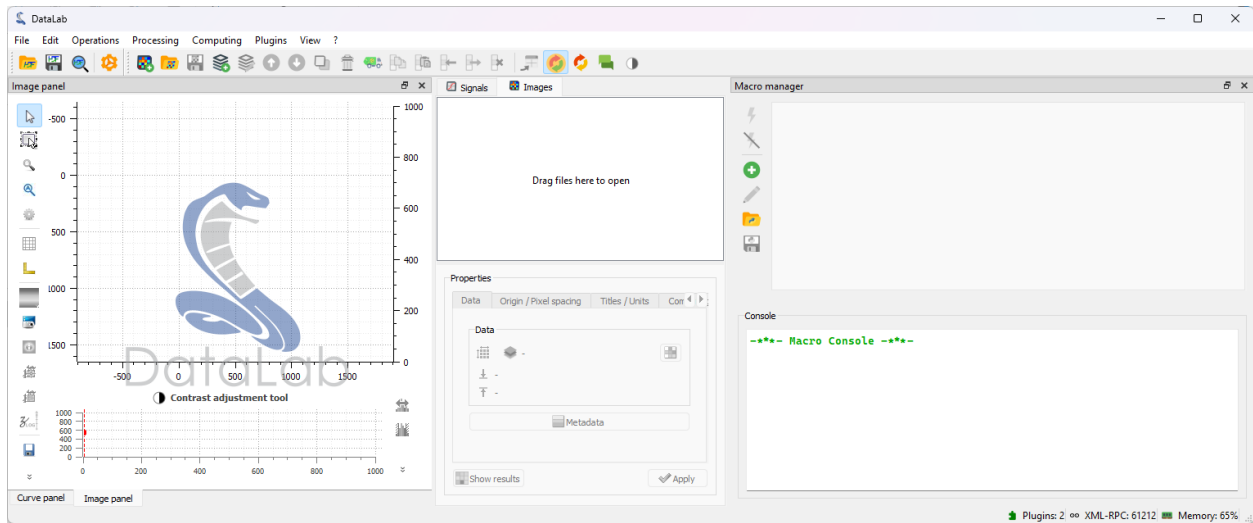 DataLab
File Edit Operations Processing Computing Plugins View ?
Image panel
-500
0
500
1000
1500
1000
800
600
400
200
0
-500 0 500 1000 1500
DataLab
Contrast adjustment tool
1000
800
600
400
200
0
0 200 400 600 800 1000
Curve panel Image panel
Signals Images
Drag files here to open
Properties
Data Origin / Pixel spacing Titles / Units
Data
-
-
-
Metadata
Show results Apply
Macro manager
Console
-***- Macro Console -***-
Plugins: 2 XML-RPC: 61212 Memory: 65%